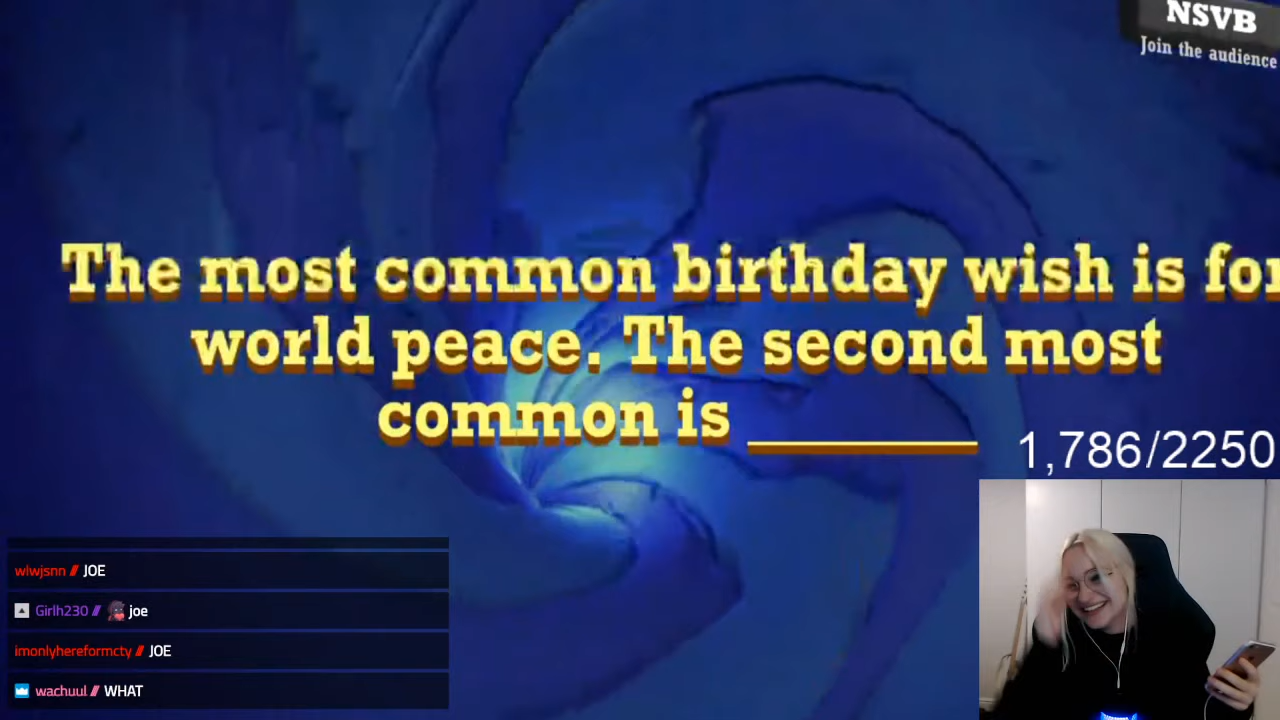 NSVB
Join the audience
The most common birthday wish is for
world peace. The second most
common is
1,786/2250
wlwjsnn // JOE
Girlh230 // joe
imonlyhereformcty // JOE
wachuul // WHAT